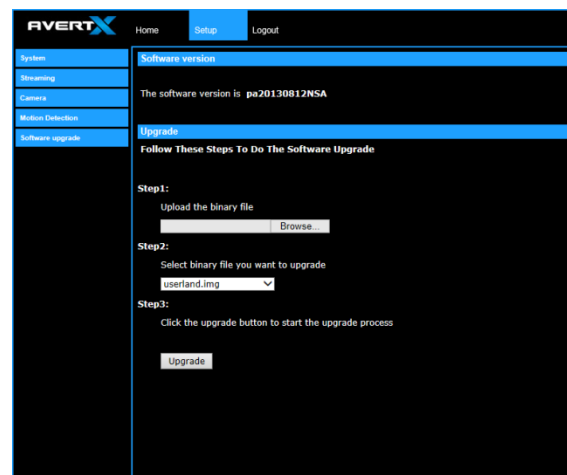 AVERTX
Home Setup Logout
System
Streaming
Camera
Motion Detection
Software upgrade
Software version
The software version is pa20130812NSA
Upgrade
Follow These Steps To Do The Software Upgrade
Step1:
Upload the binary file
Browse...
Step2:
Select binary file you want to upgrade
userland.img
Step3:
Click the upgrade button to start the upgrade process
Upgrade